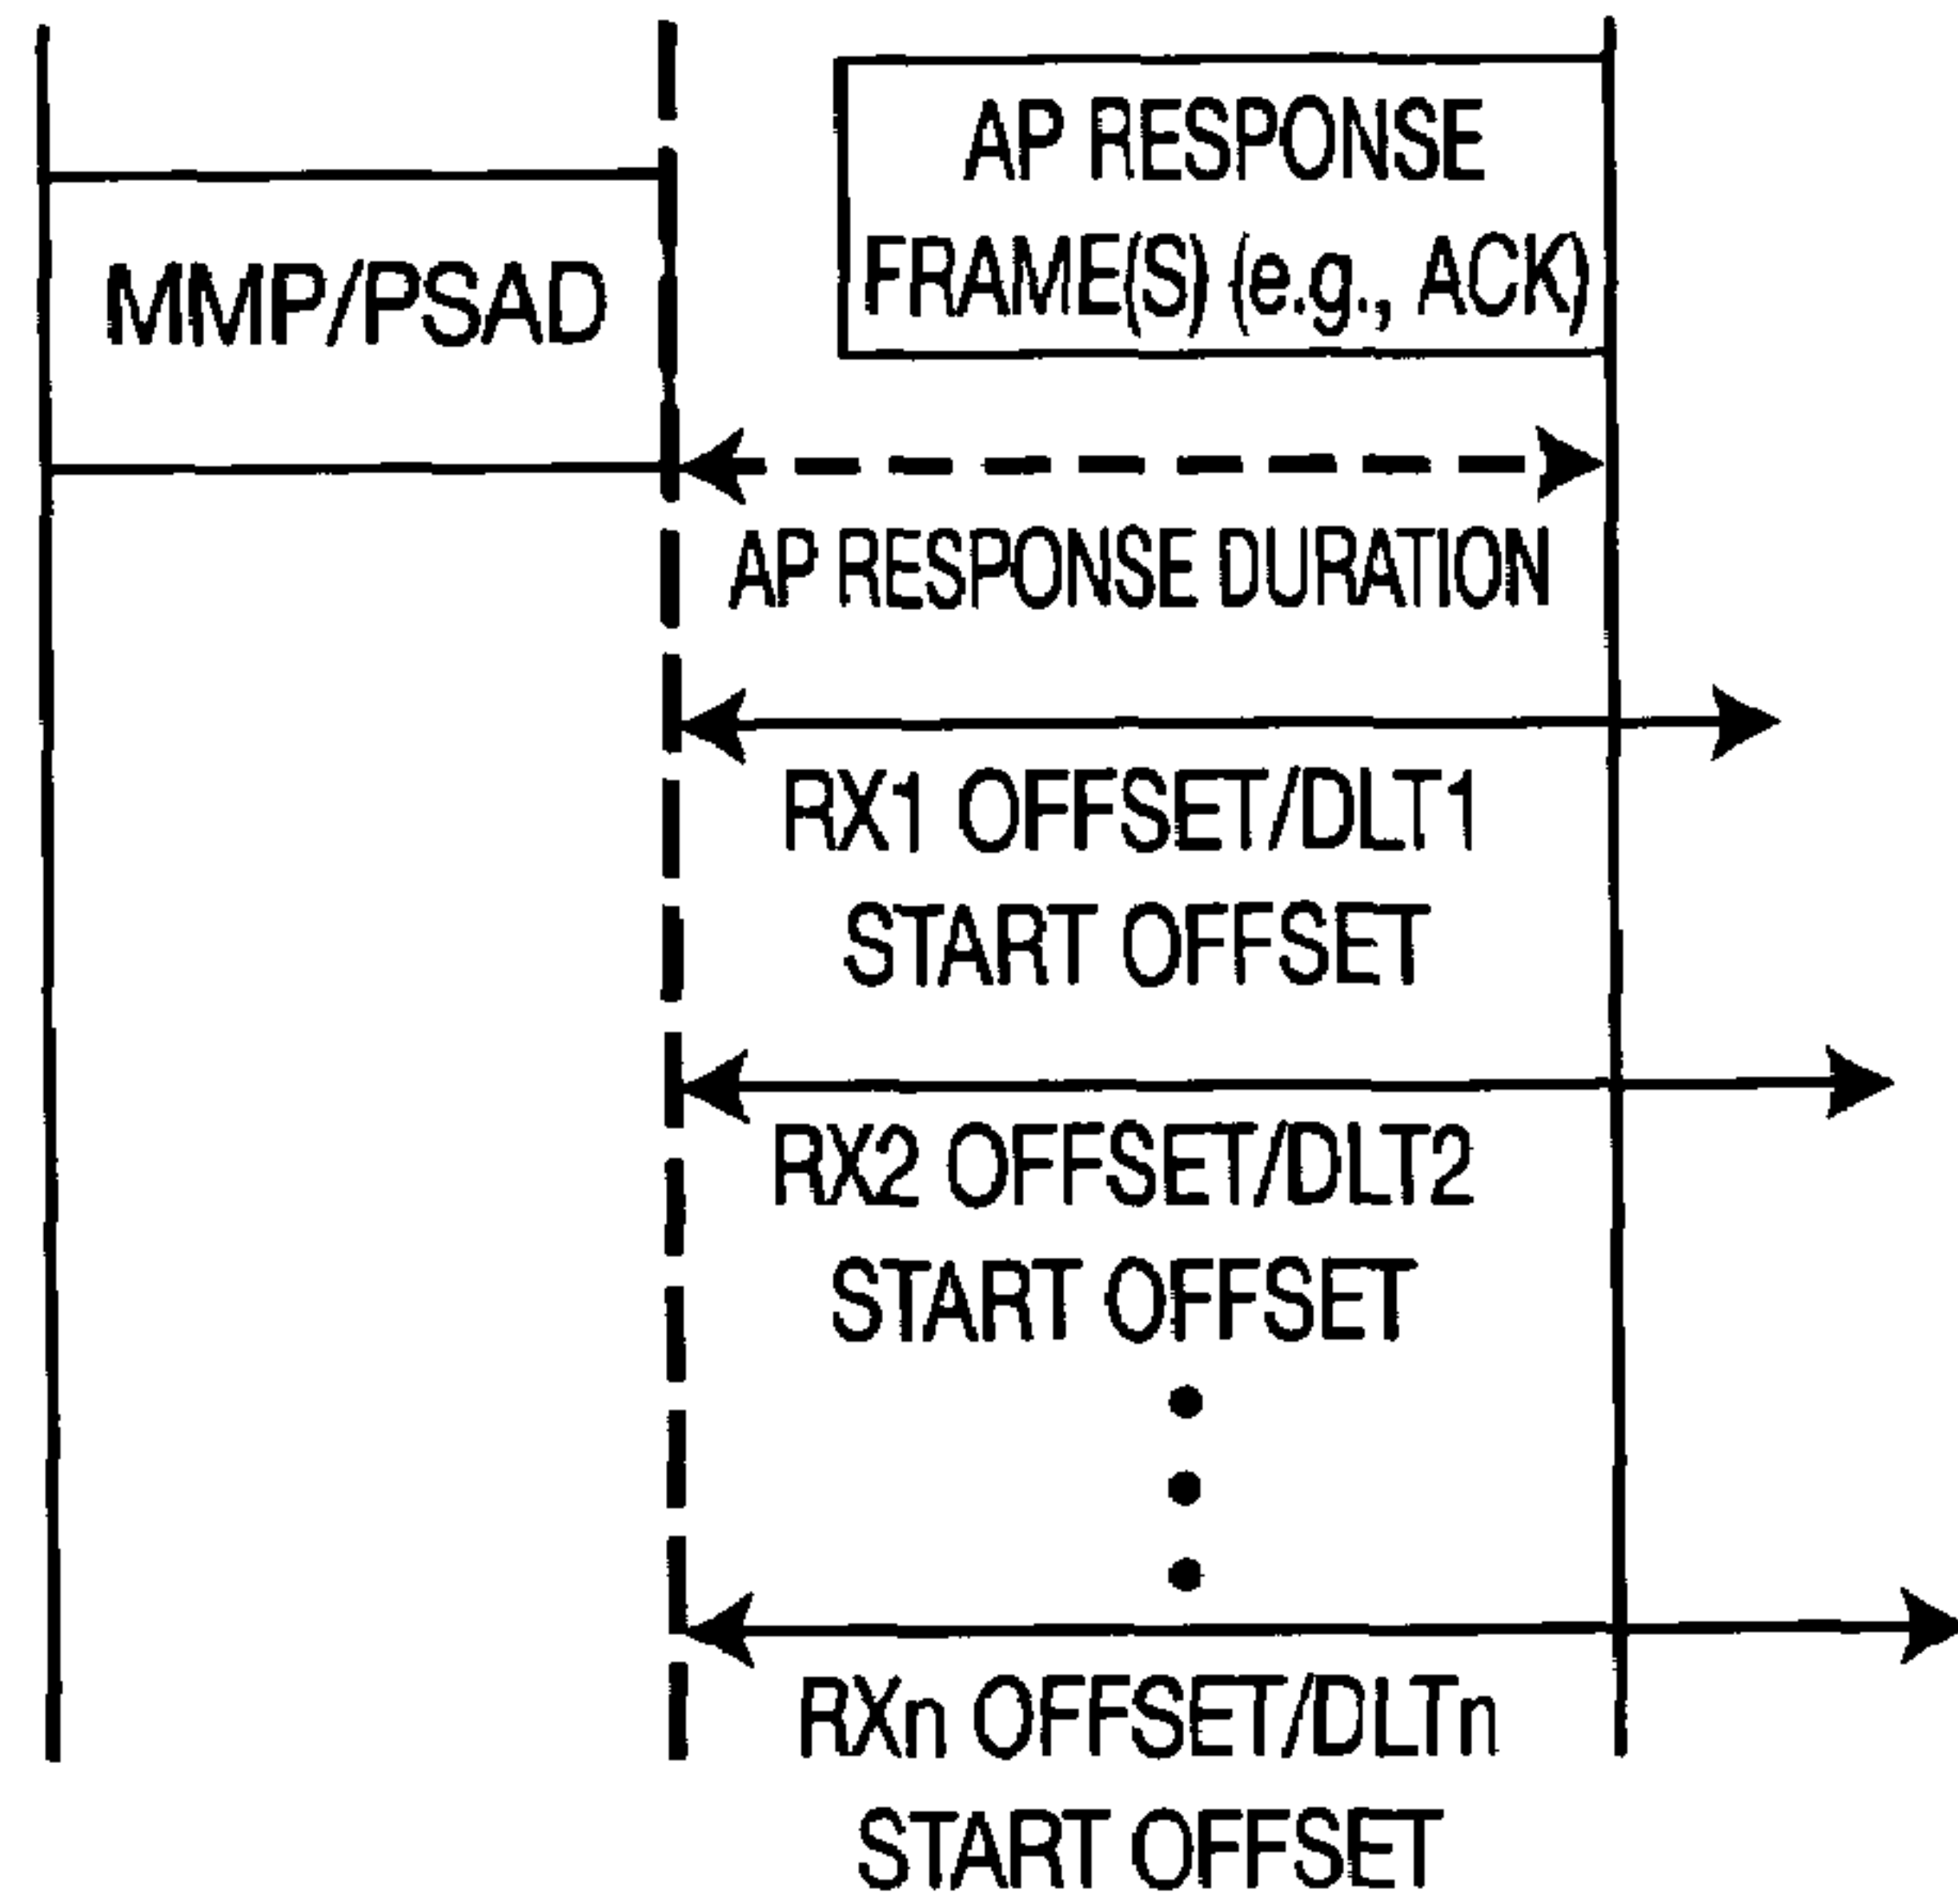 AP RESPONSE
FRAME(S) (e.g., ACK)
MMP/PSAD
AP RESPONSE DURATION
RX1 OFFSET/DLT1
START OFFSET
RX2 OFFSET/DLT2
START OFFSET
RXn OFFSET/DLTn
START OFFSET